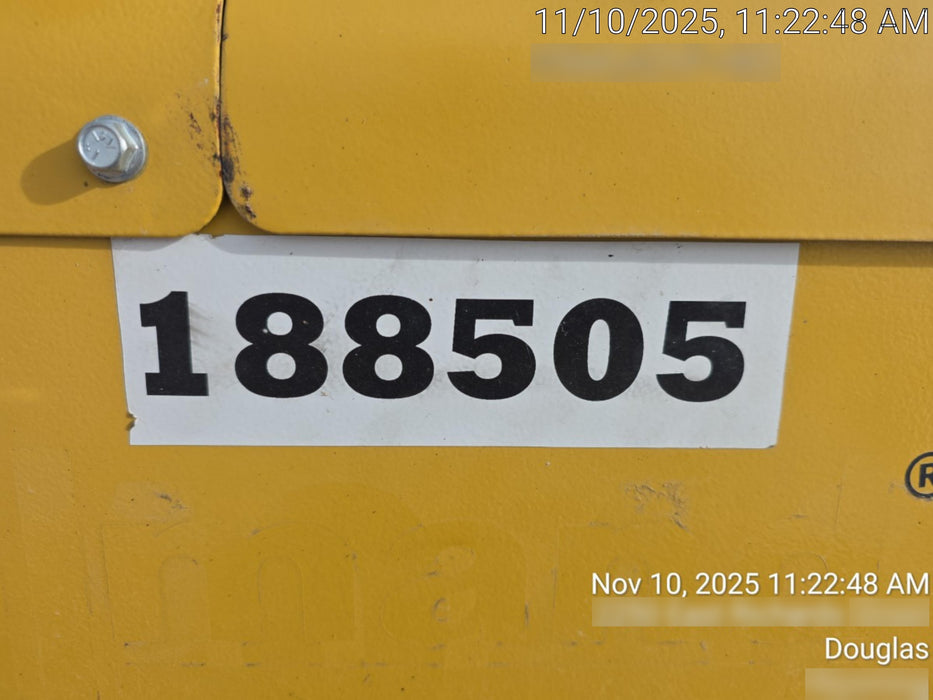 11/10/2025, 11:22:48 AM
188505
®
Nov 10, 2025 11:22:48 AM
Douglas